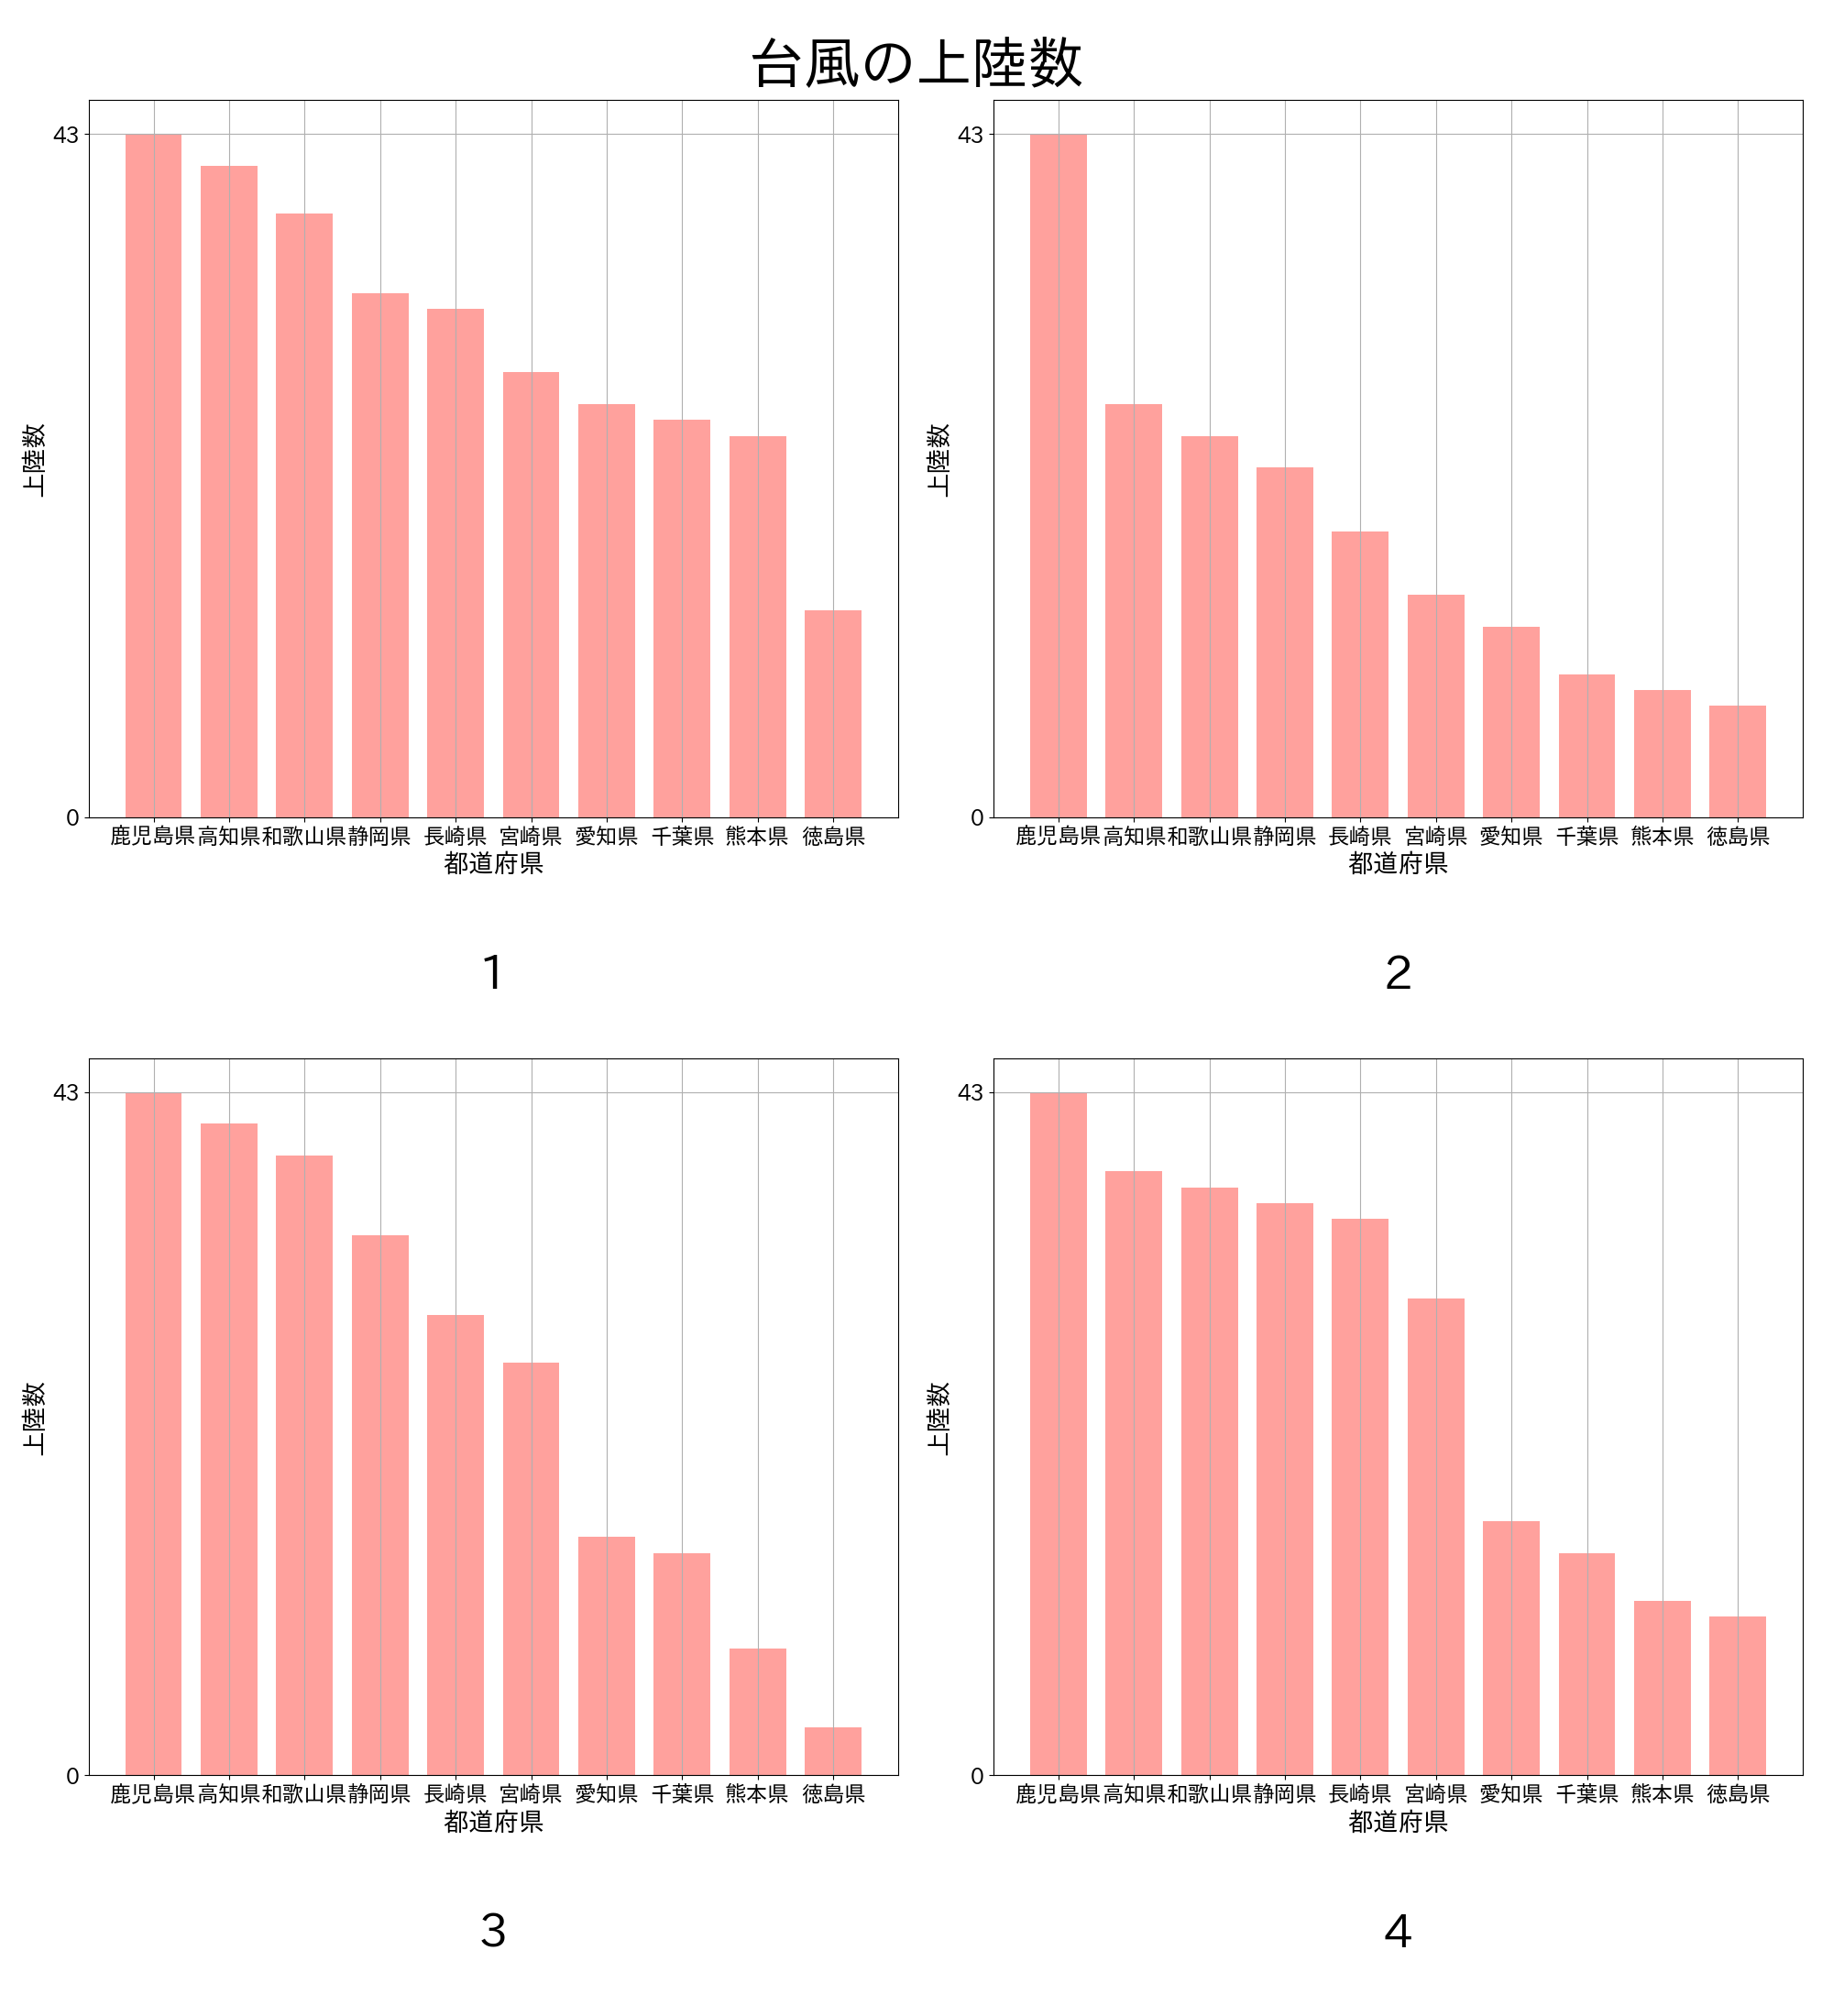 台風の上陸数
43
0
上陸数
鹿児島県 高知県 和歌山県 静岡県 長崎県 宮崎県 愛知県 千葉県 熊本県 徳島県
都道府県
1
43
0
上陸数
鹿児島県 高知県 和歌山県 静岡県 長崎県 宮崎県 愛知県 千葉県 熊本県 徳島県
都道府県
2
43
0
上陸数
鹿児島県 高知県 和歌山県 静岡県 長崎県 宮崎県 愛知県 千葉県 熊本県 徳島県
都道府県
3
43
0
上陸数
鹿児島県 高知県 和歌山県 静岡県 長崎県 宮崎県 愛知県 千葉県 熊本県 徳島県
都道府県
4